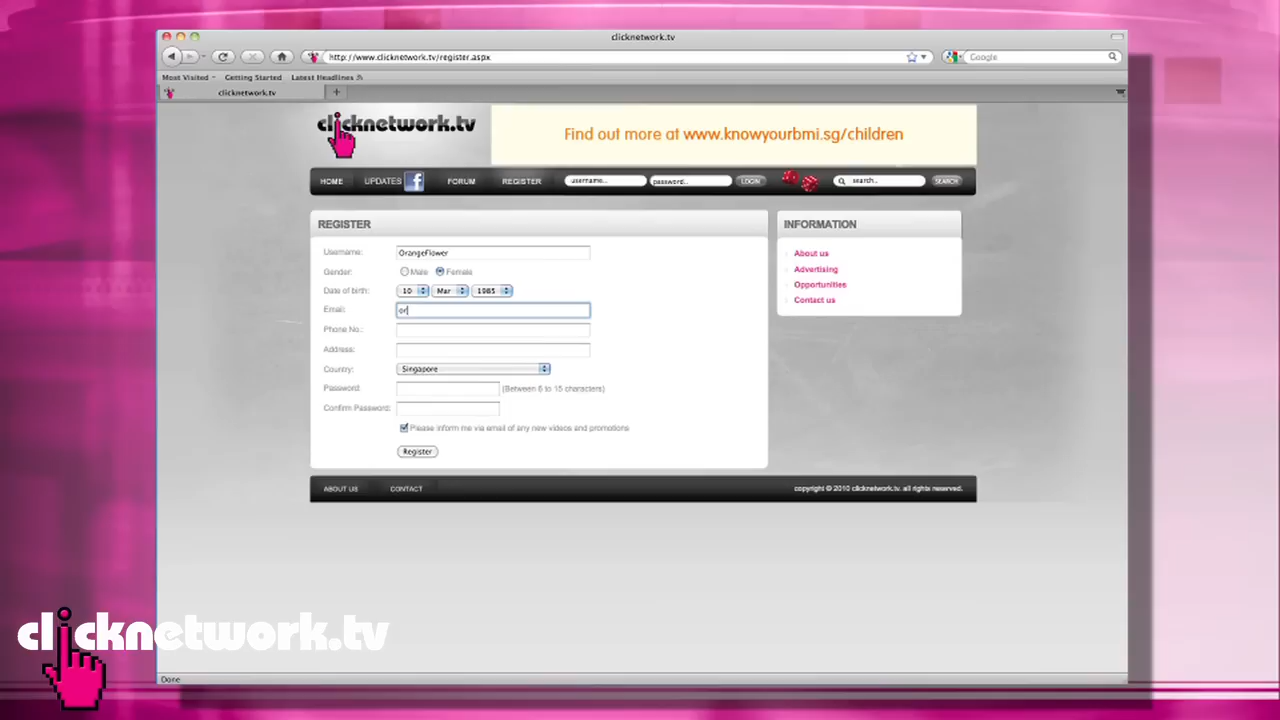 clicknetwork.tv
http://www.clicknetwork.tv/register.aspx
Google
Most Visited Getting Started Latest Headlines
clicknetwork.tv
clicknetwork.tv
Find out more at www.knowyourbmi.sg/children
HOME UPDATES f FORUM REGISTER username.. password.. LOGIN search.. SEARCH
REGISTER
Username: OrangeFlower
Gender: Male Female
Date of birth: 10 Mar 1985
Email: or
Phone No.:
Address:
Country: Singapore
Password: (Between 6 to 15 characters)
Confirm Password:
Please inform me via email of any new videos and promotions
Register
INFORMATION
About us
Advertising
Opportunities
Contact us
ABOUT US CONTACT copyright © 2010 clicknetwork.tv. all rights reserved.
clicknetwork.tv
Done